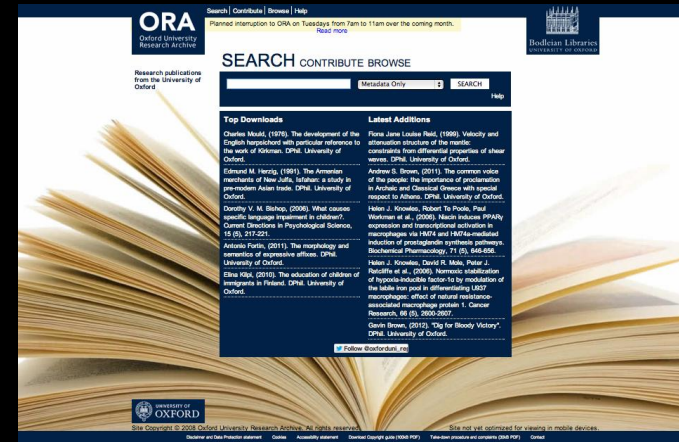 Search | Contribute | Browse | Help
ORA
Oxford University
Research Archive
Planned interruption to ORA on Tuesdays from 7am to 11am over the coming month.
Read more
Bodleian Libraries
UNIVERSITY OF OXFORD
Research publications
from the University of
Oxford
SEARCH CONTRIBUTE BROWSE
Metadata Only
SEARCH
Help
Top Downloads
Charles Mould, (1976). The development of the
English harpsichord with particular reference to
the work of Kirkman. DPhil. University of
Oxford.
Edmund M. Herzig, (1991). The Armenian
merchants of New Julfa, Isfahan: a study in
pre-modern Asian trade. DPhil. University of
Oxford.
Dorothy V. M. Bishop, (2006). What causes
specific language impairment in children?.
Current Directions in Psychological Science,
15 (5), 217-221.
Antonio Fortin, (2011). The morphology and
semantics of expressive affixes. DPhil.
University of Oxford.
Elina Kilpi, (2010). The education of children of
immigrants in Finland. DPhil. University of
Oxford.
Latest Additions
Fiona Jane Louise Reid, (1999). Velocity and
attenuation structure of the mantle:
constraints from differential properties of shear
waves. DPhil. University of Oxford.
Andrew S. Brown, (2011). The common voice
of the people: the importance of proclamation
in Archaic and Classical Greece with special
respect to Athens. DPhil. University of Oxford.
Helen J. Knowles, Robert Te Poele, Paul
Workman et al., (2006). Niacin induces PPARγ
expression and transcriptional activation in
macrophages via HM74 and HM74a-mediated
induction of prostaglandin synthesis pathways.
Biochemical Pharmacology, 71 (5), 646-656.
Helen J. Knowles, David R. Mole, Peter J.
Ratcliffe et al., (2006). Normoxic stabilization
of hypoxia-inducible factor-1α by modulation of
the labile iron pool in differentiating U937
macrophages: effect of natural resistance-
associated macrophage protein 1. Cancer
Research, 66 (5), 2600-2607.
Gavin Brown, (2012). "Dig for Bloody Victory".
DPhil. University of Oxford.
Follow @oxforduni_rep
UNIVERSITY OF
OXFORD
Site Copyright © 2008 Oxford University Research Archive. All rights reserved.
Site not yet optimized for viewing in mobile devices.
Disclaimer and Data Protection statement Cookies Accessibility statement Download Copyright guide (100kB PDF) Take-down procedure and complaints (30kB PDF) Contact